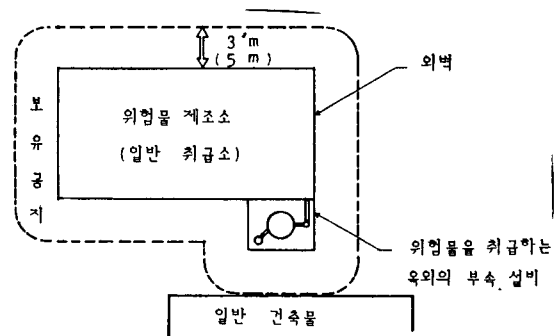 3 m
( 5 m )
외벽
보
유
공
지
위험물 제조소
(일반 취급소)
위험물을 취급하는
옥외의 부속 설비
일반 건축물